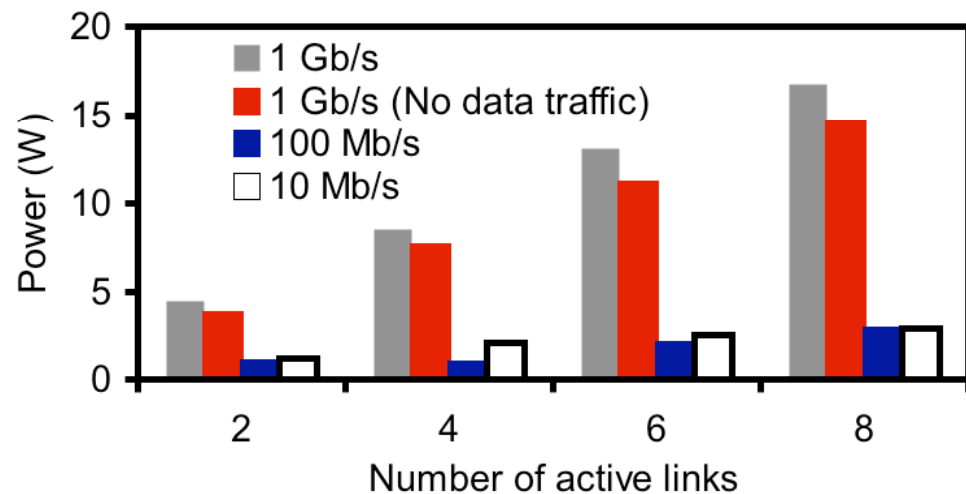 20
15
10
5
0
Power (W)
1 Gb/s
1 Gb/s (No data traffic)
100 Mb/s
10 Mb/s
2 4 6 8
Number of active links